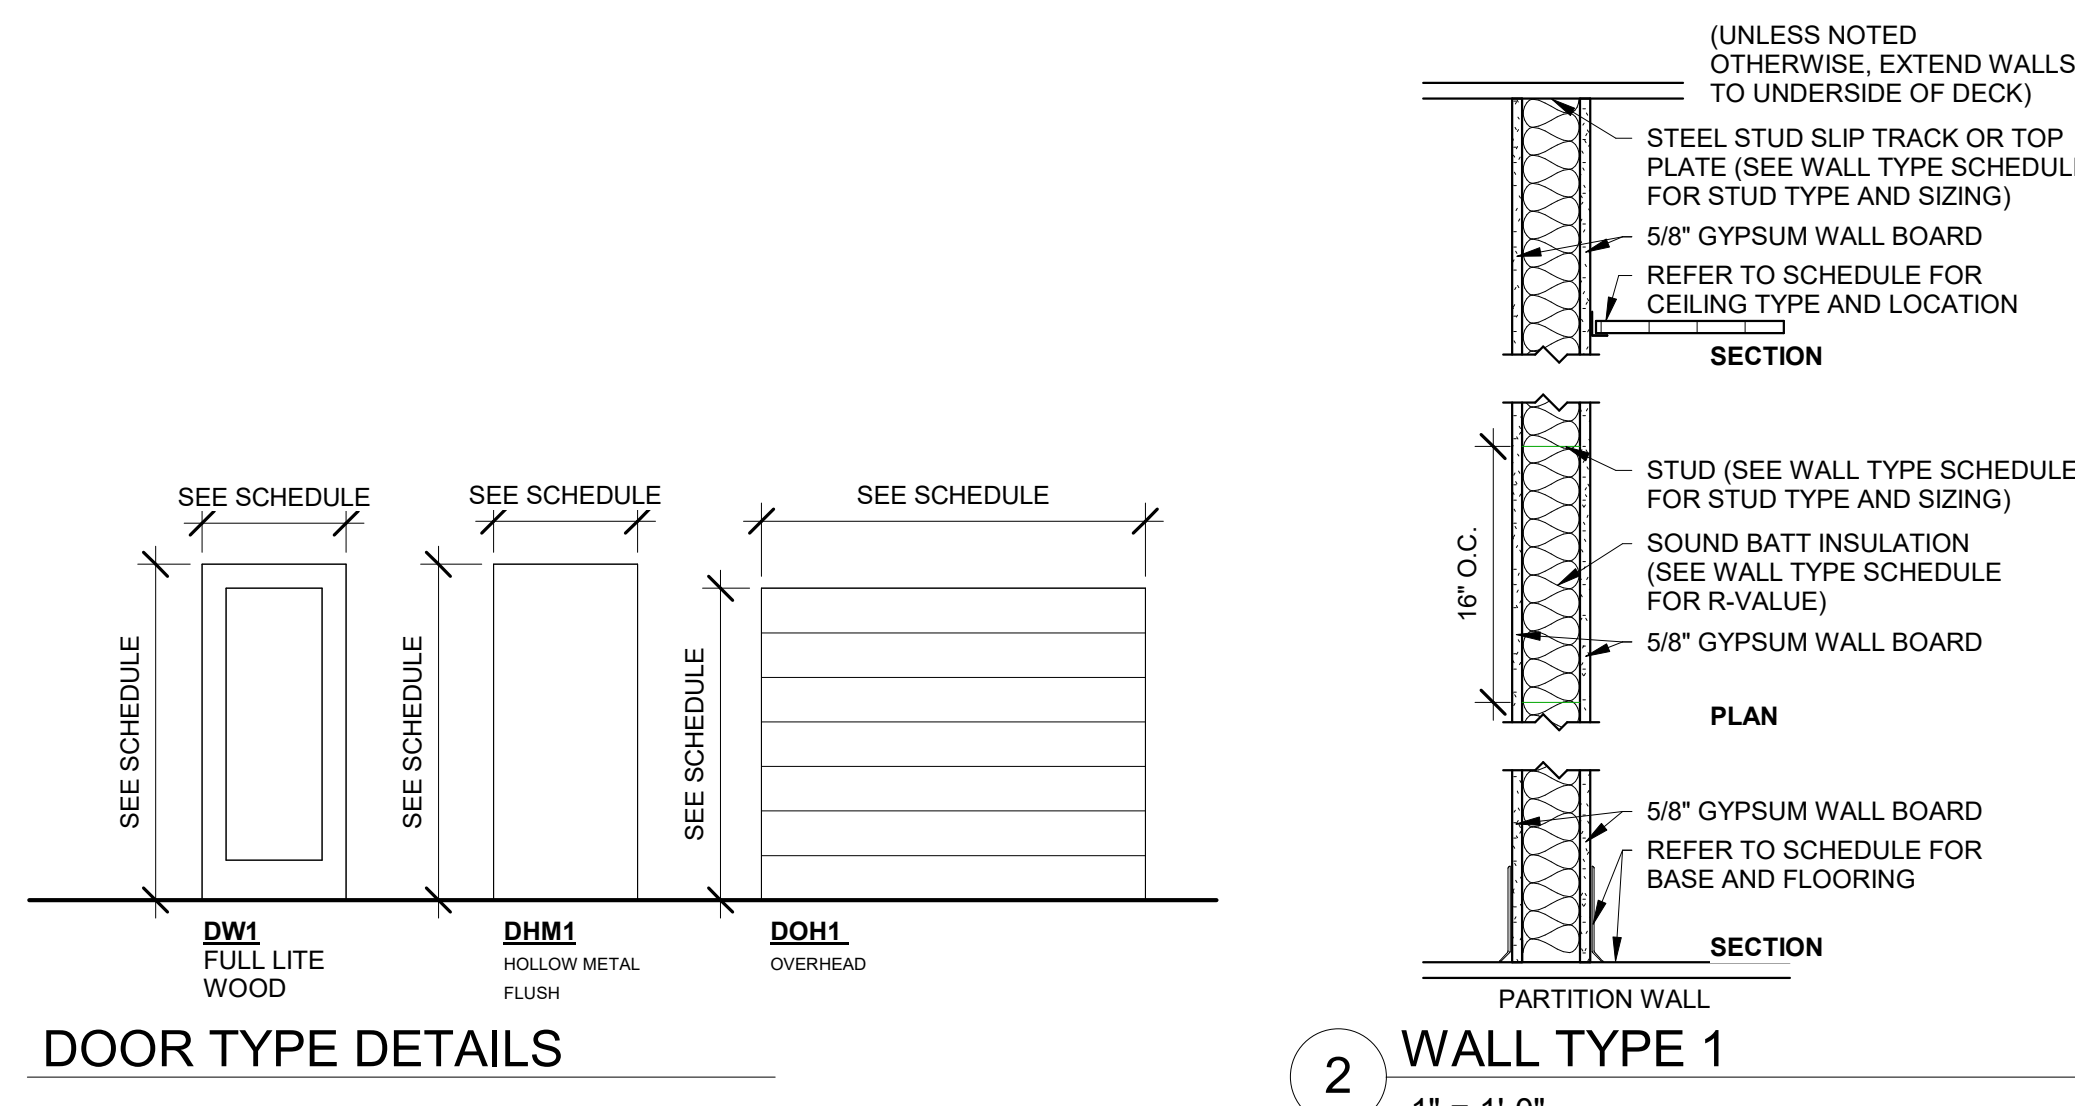 SEE SCHEDULE
SEE SCHEDULE
SEE SCHEDULE
SEE SCHEDULE
SEE SCHEDULE
SEE SCHEDULE
DW1
FULL LITE
WOOD
DHM1
HOLLOW METAL
FLUSH
DOH1
OVERHEAD
DOOR TYPE DETAILS
(UNLESS NOTED
OTHERWISE, EXTEND WALLS
TO UNDERSIDE OF DECK)
STEEL STUD SLIP TRACK OR TOP
PLATE (SEE WALL TYPE SCHEDULE
FOR STUD TYPE AND SIZING)
5/8" GYPSUM WALL BOARD
REFER TO SCHEDULE FOR
CEILING TYPE AND LOCATION
SECTION
16" O.C.
STUD (SEE WALL TYPE SCHEDULE
FOR STUD TYPE AND SIZING)
SOUND BATT INSULATION
(SEE WALL TYPE SCHEDULE
FOR R-VALUE)
5/8" GYPSUM WALL BOARD
PLAN
5/8" GYPSUM WALL BOARD
REFER TO SCHEDULE FOR
BASE AND FLOORING
SECTION
PARTITION WALL
2
WALL TYPE 1
1" = 1'-0"